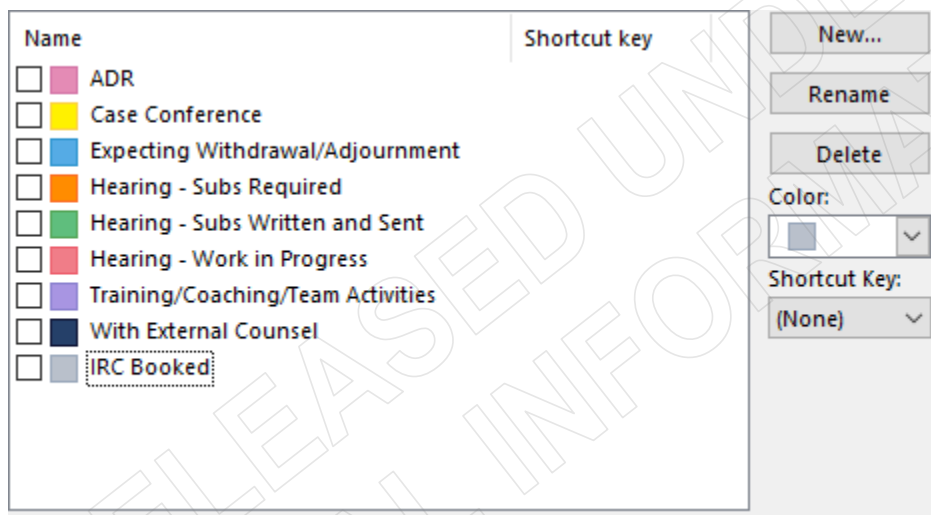 Name Shortcut key
ADR
Case Conference
Expecting Withdrawal/Adjournment
Hearing - Subs Required
Hearing - Subs Written and Sent
Hearing - Work in Progress
Training/Coaching/Team Activities
With External Counsel
IRC Booked
New...
Rename
Delete
Color:
Shortcut Key:
(None)